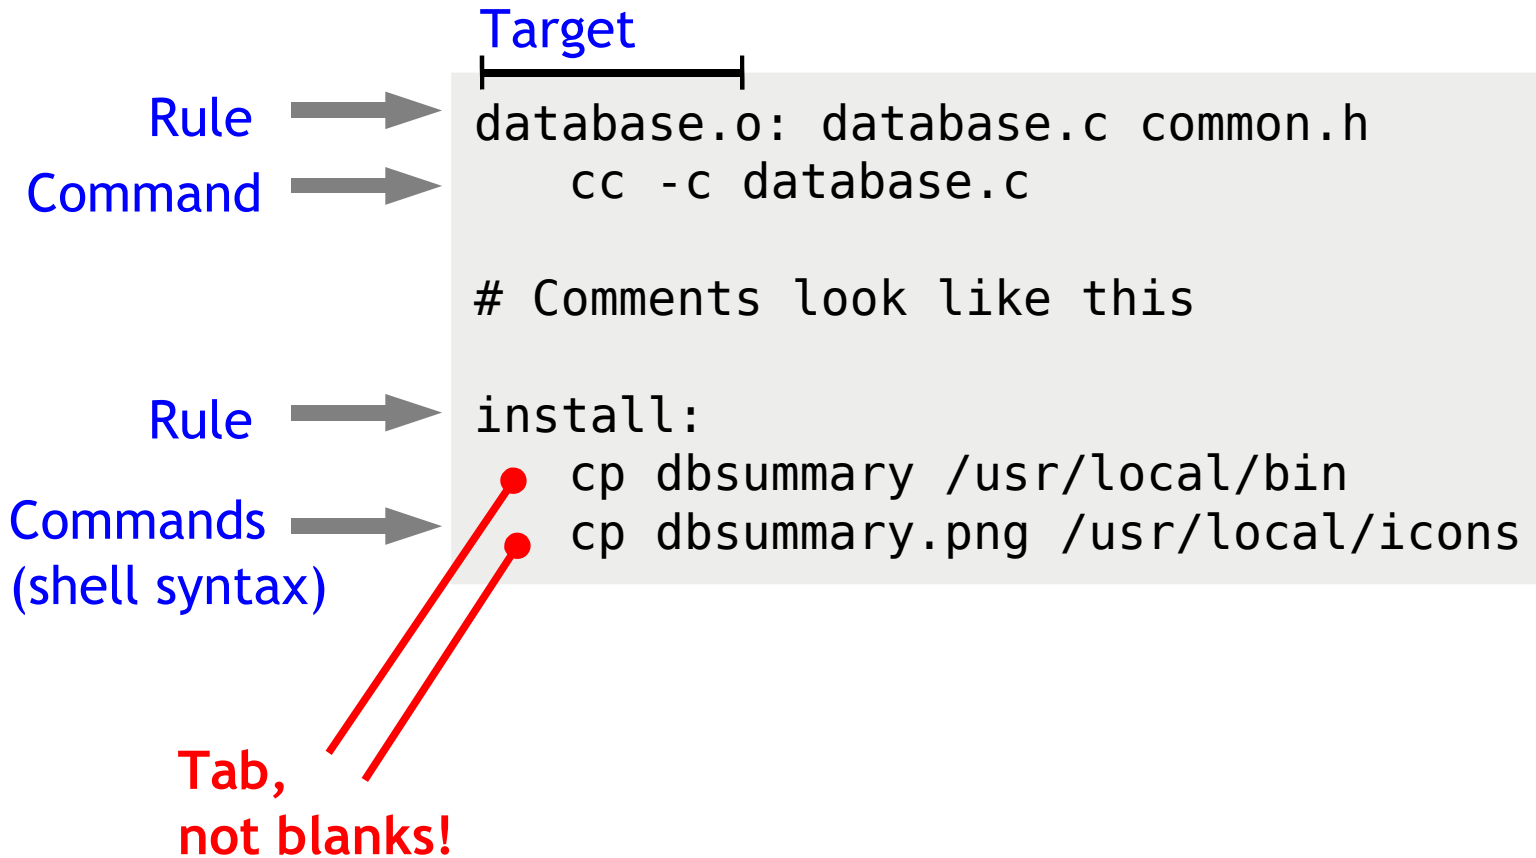 Target
Rule
database.o: database.c common.h
Command
cc -c database.c
# Comments look like this
Rule
install:
cp dbsummary /usr/local/bin
Commands
(shell syntax)
cp dbsummary.png /usr/local/icons
Tab,
not blanks!